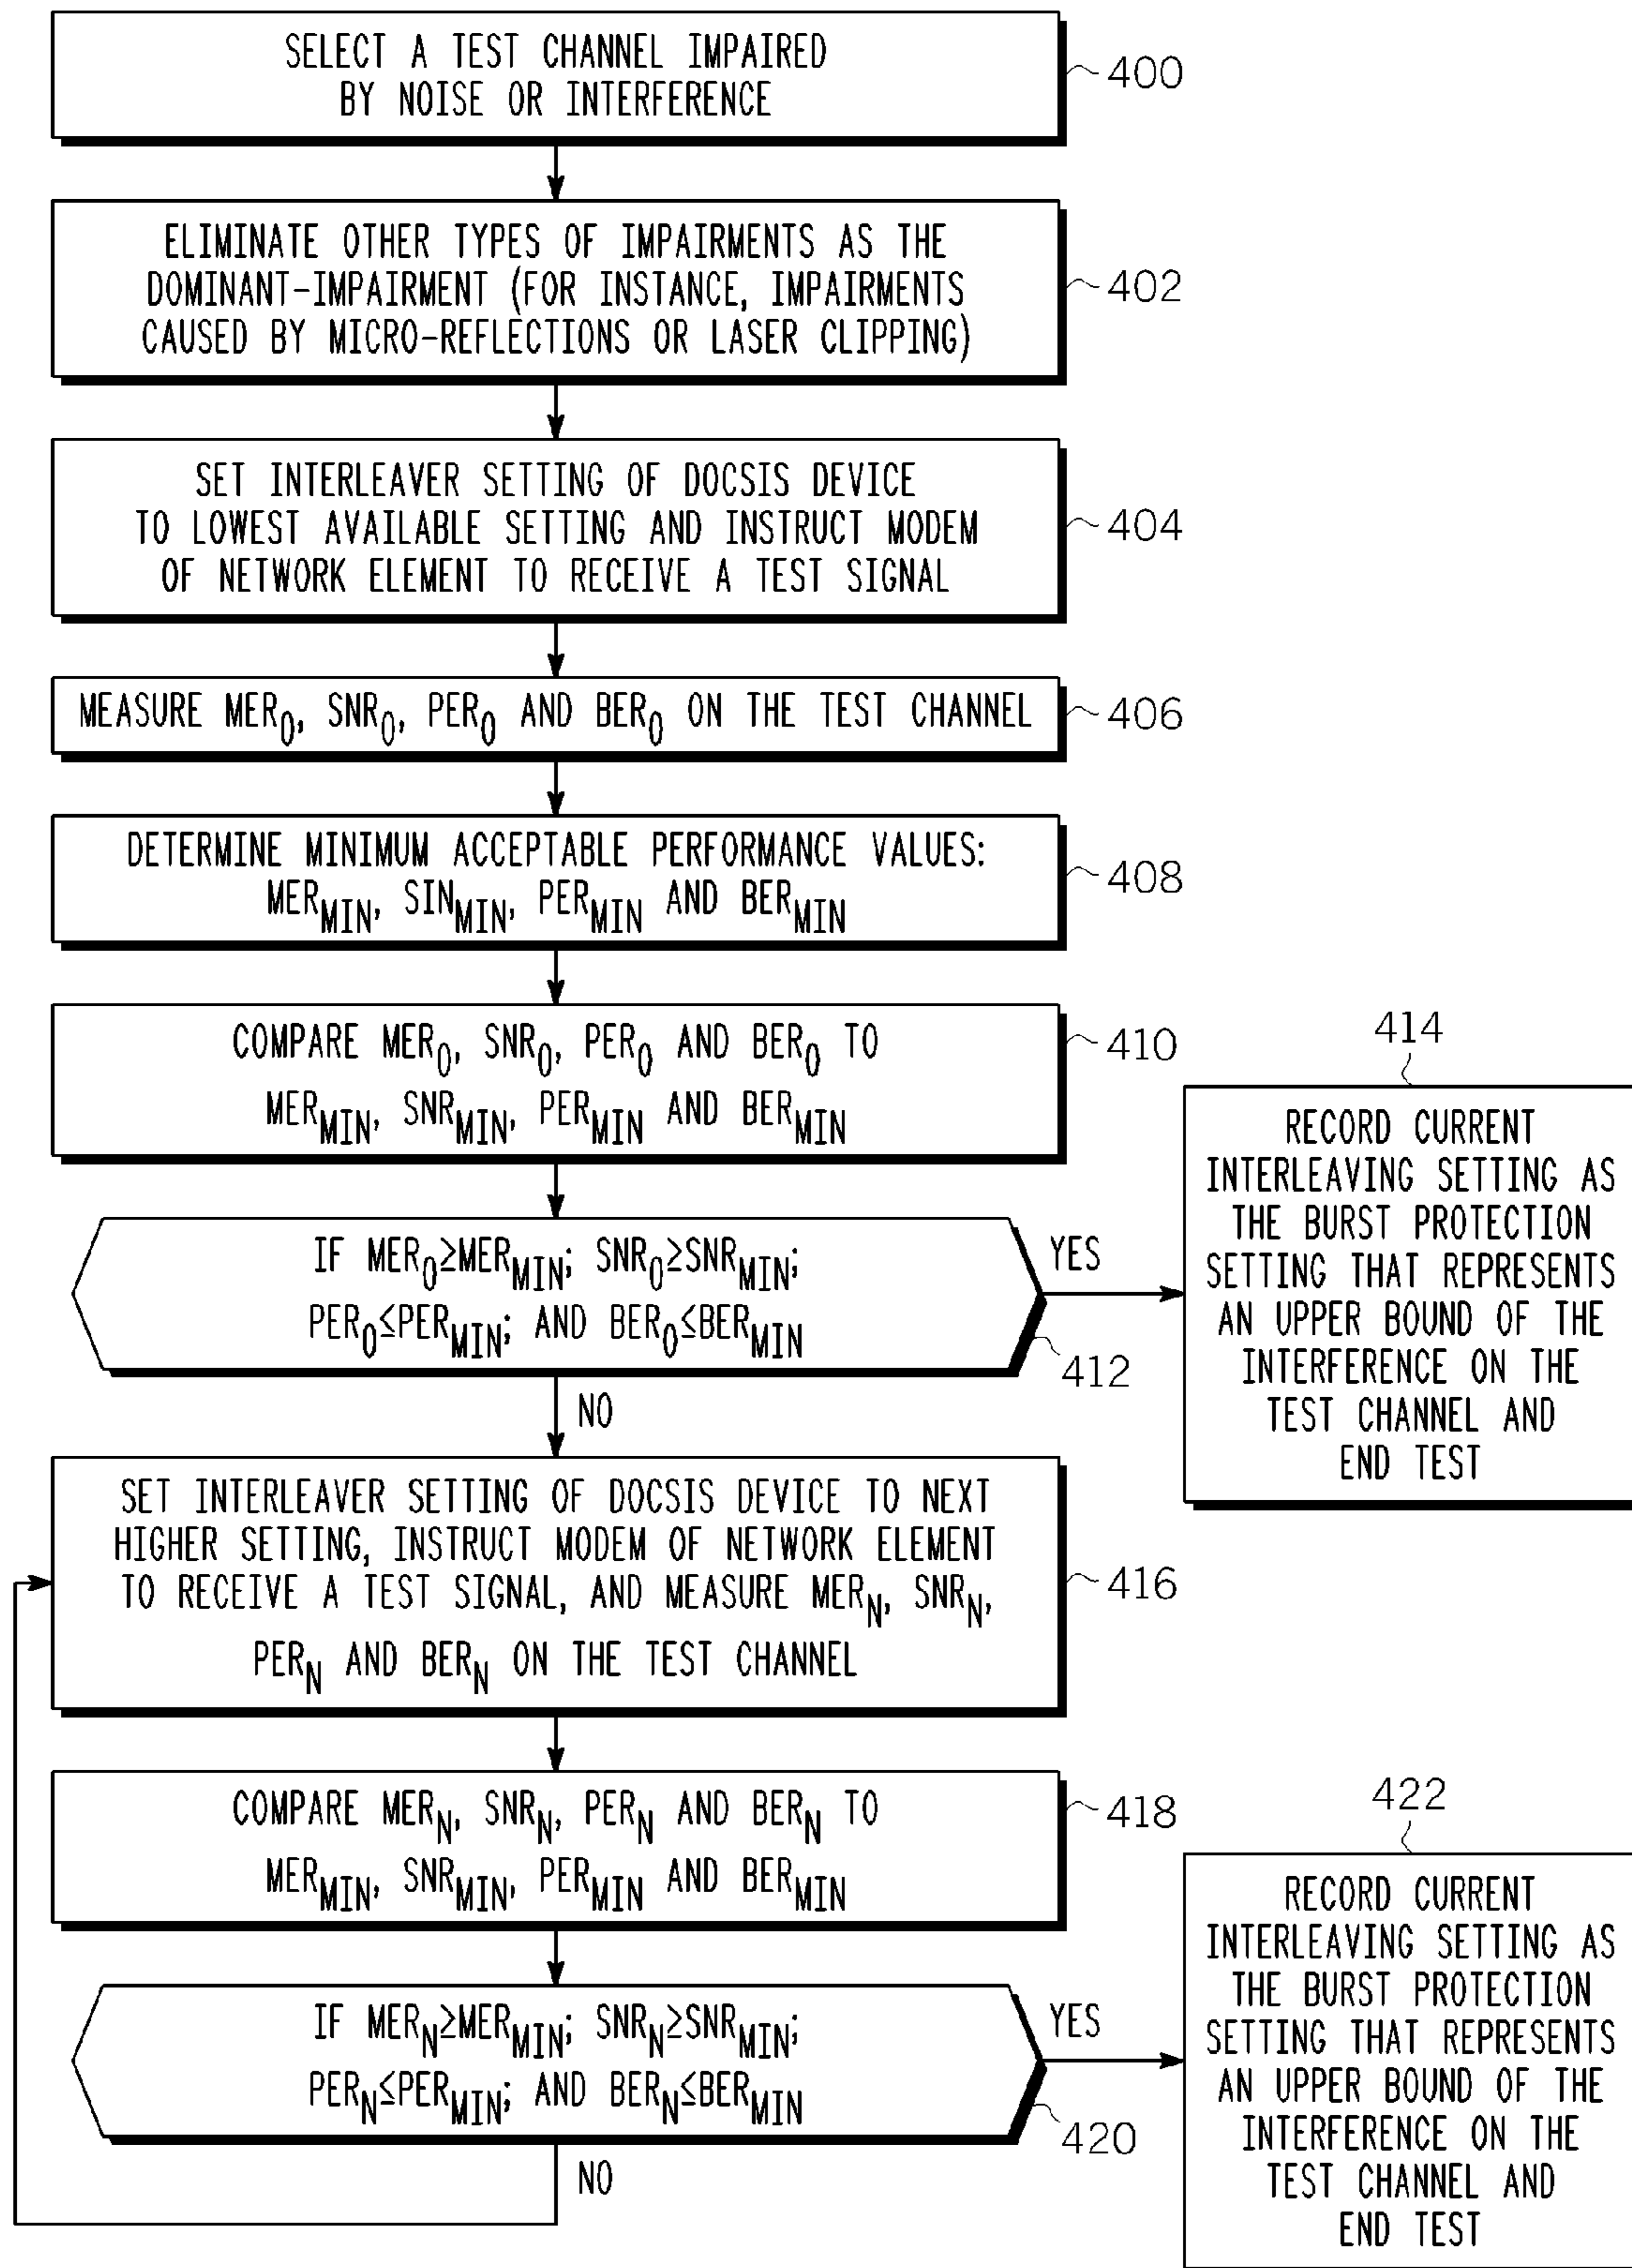 SELECT A TEST CHANNEL IMPAIRED
BY NOISE OR INTERFERENCE
400
ELIMINATE OTHER TYPES OF IMPAIRMENTS AS THE
DOMINANT-IMPAIRMENT (FOR INSTANCE, IMPAIRMENTS
CAUSED BY MICRO-REFLECTIONS OR LASER CLIPPING)
402
SET INTERLEAVER SETTING OF DOCSIS DEVICE
TO LOWEST AVAILABLE SETTING AND INSTRUCT MODEM
OF NETWORK ELEMENT TO RECEIVE A TEST SIGNAL
404
MEASURE MER0, SNR0, PER0 AND BER0 ON THE TEST CHANNEL
406
DETERMINE MINIMUM ACCEPTABLE PERFORMANCE VALUES:
MERMIN, SINMIN, PERMIN AND BERMIN
408
COMPARE MER0, SNR0, PER0 AND BER0 TO
MERMIN, SNRMIN, PERMIN AND BERMIN
410
IF MER0≥MERMIN; SNR0≥SNRMIN;
PER0≤PERMIN; AND BER0≤BERMIN
412
YES
NO
414
RECORD CURRENT
INTERLEAVING SETTING AS
THE BURST PROTECTION
SETTING THAT REPRESENTS
AN UPPER BOUND OF THE
INTERFERENCE ON THE
TEST CHANNEL AND
END TEST
SET INTERLEAVER SETTING OF DOCSIS DEVICE TO NEXT
HIGHER SETTING, INSTRUCT MODEM OF NETWORK ELEMENT
TO RECEIVE A TEST SIGNAL, AND MEASURE MERN, SNRN,
PERN AND BERN ON THE TEST CHANNEL
416
COMPARE MERN, SNRN, PERN AND BERN TO
MERMIN, SNRMIN, PERMIN AND BERMIN
418
IF MERN≥MERMIN; SNRN≥SNRMIN;
PERN≤PERMIN; AND BERN≤BERMIN
420
YES
NO
422
RECORD CURRENT
INTERLEAVING SETTING AS
THE BURST PROTECTION
SETTING THAT REPRESENTS
AN UPPER BOUND OF THE
INTERFERENCE ON THE
TEST CHANNEL AND
END TEST